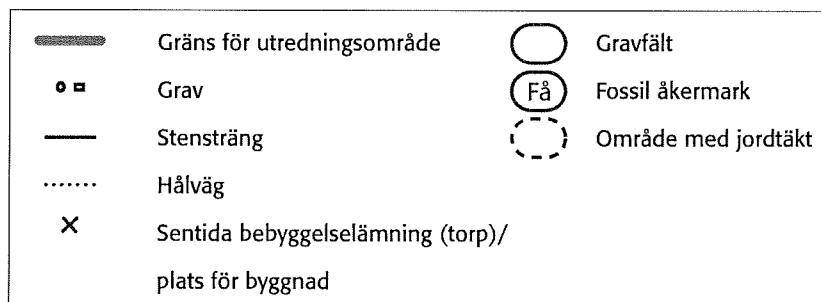 Gräns för utredningsområde
Grav
Stensträng
Hålväg
Sentida bebyggelselämning (torp)/
plats för byggnad
Gravfält
Få Fossil åkermark
Område med jordtäkt